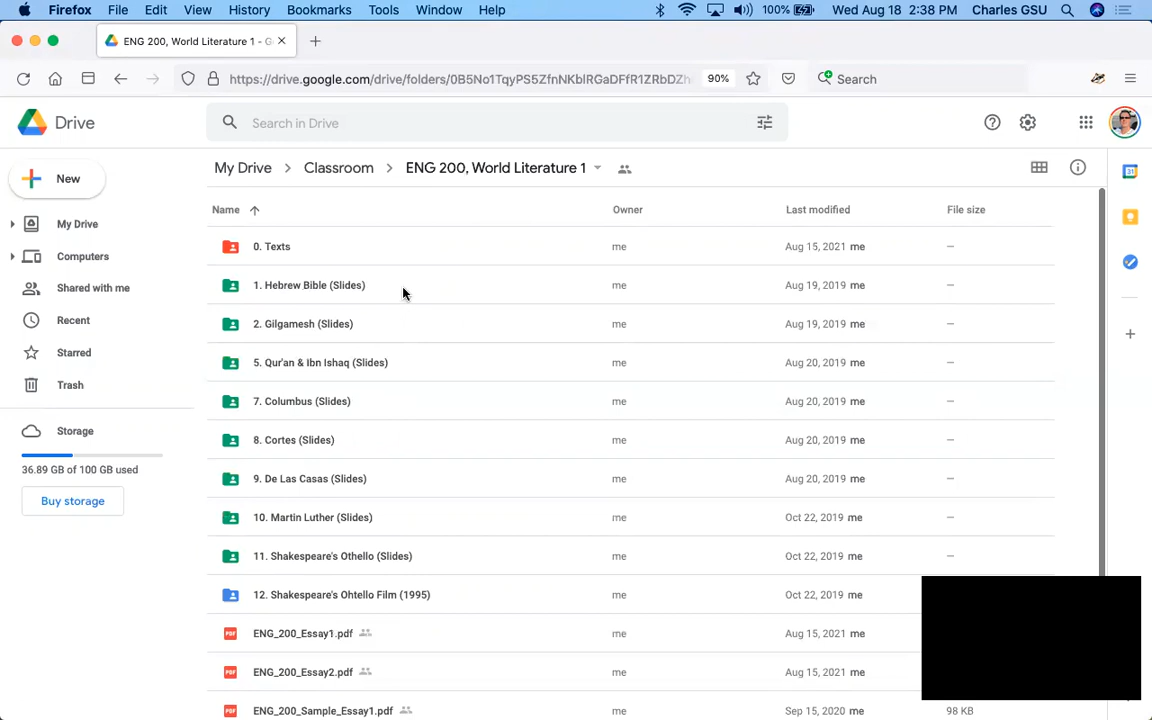 Firefox File Edit View History Bookmarks Tools Window Help 100% Wed Aug 18 2:38 PM Charles GSU
ENG 200, World Literature 1 - G
https://drive.google.com/drive/folders/0B5No1TqyPS5ZfnNKblRGaDFfR1ZRbDZh 90% Search
Drive Search in Drive
New
My Drive
Computers
Shared with me
Recent
Starred
Trash
Storage
36.89 GB of 100 GB used
Buy storage
My Drive > Classroom > ENG 200, World Literature 1
Name Owner Last modified File size
0. Texts me Aug 15, 2021 me –
1. Hebrew Bible (Slides) me Aug 19, 2019 me –
2. Gilgamesh (Slides) me Aug 19, 2019 me –
5. Qur'an & Ibn Ishaq (Slides) me Aug 20, 2019 me –
7. Columbus (Slides) me Aug 20, 2019 me –
8. Cortes (Slides) me Aug 20, 2019 me –
9. De Las Casas (Slides) me Aug 20, 2019 me –
10. Martin Luther (Slides) me Oct 22, 2019 me –
11. Shakespeare's Othello (Slides) me Oct 22, 2019 me –
12. Shakespeare's Ohtello Film (1995) me Oct 22, 2019 me
ENG_200_Essay1.pdf me Aug 15, 2021 me
ENG_200_Essay2.pdf me Aug 15, 2021 me
ENG_200_Sample_Essay1.pdf me Sep 15, 2020 me 98 KB
31